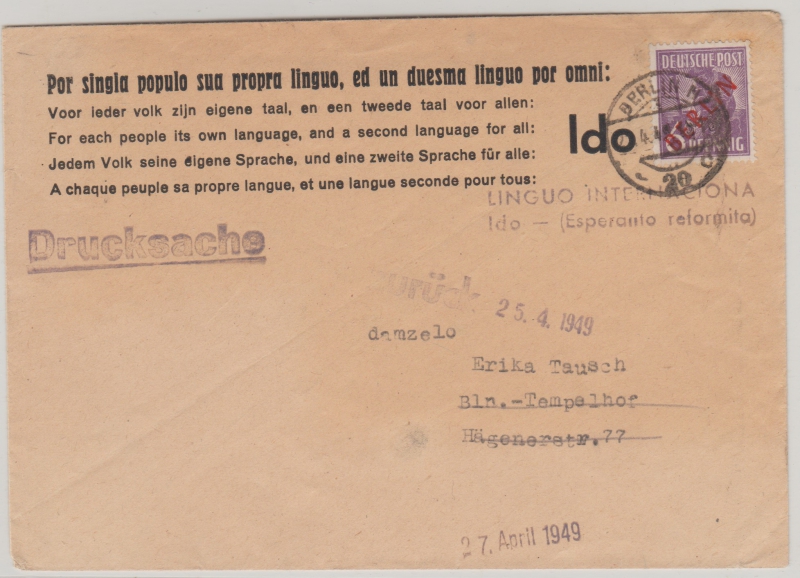 Por singla populo sua propra linguo, ed un duesma linguo por omni:
Voor ieder volk zijn eigene taal, en een tweede taal voor allen:
For each people its own language, and a second language for all:
Jedem Volk seine eigene Sprache, und eine zweite Sprache für alle:
A chaque peuple sa propre langue, et une langue seconde pour tous:
Ido
DEUTSCHE POST
BERLIN
BERLIN N
20
LINGUO INTERNACIONA
Ido — (Esperanto reformita)
Drucksache
urück
25. 4. 1949
damzelo
Erika Tausch
Bln.-Tempelhof
Hägenerstr.77
27. April 1949